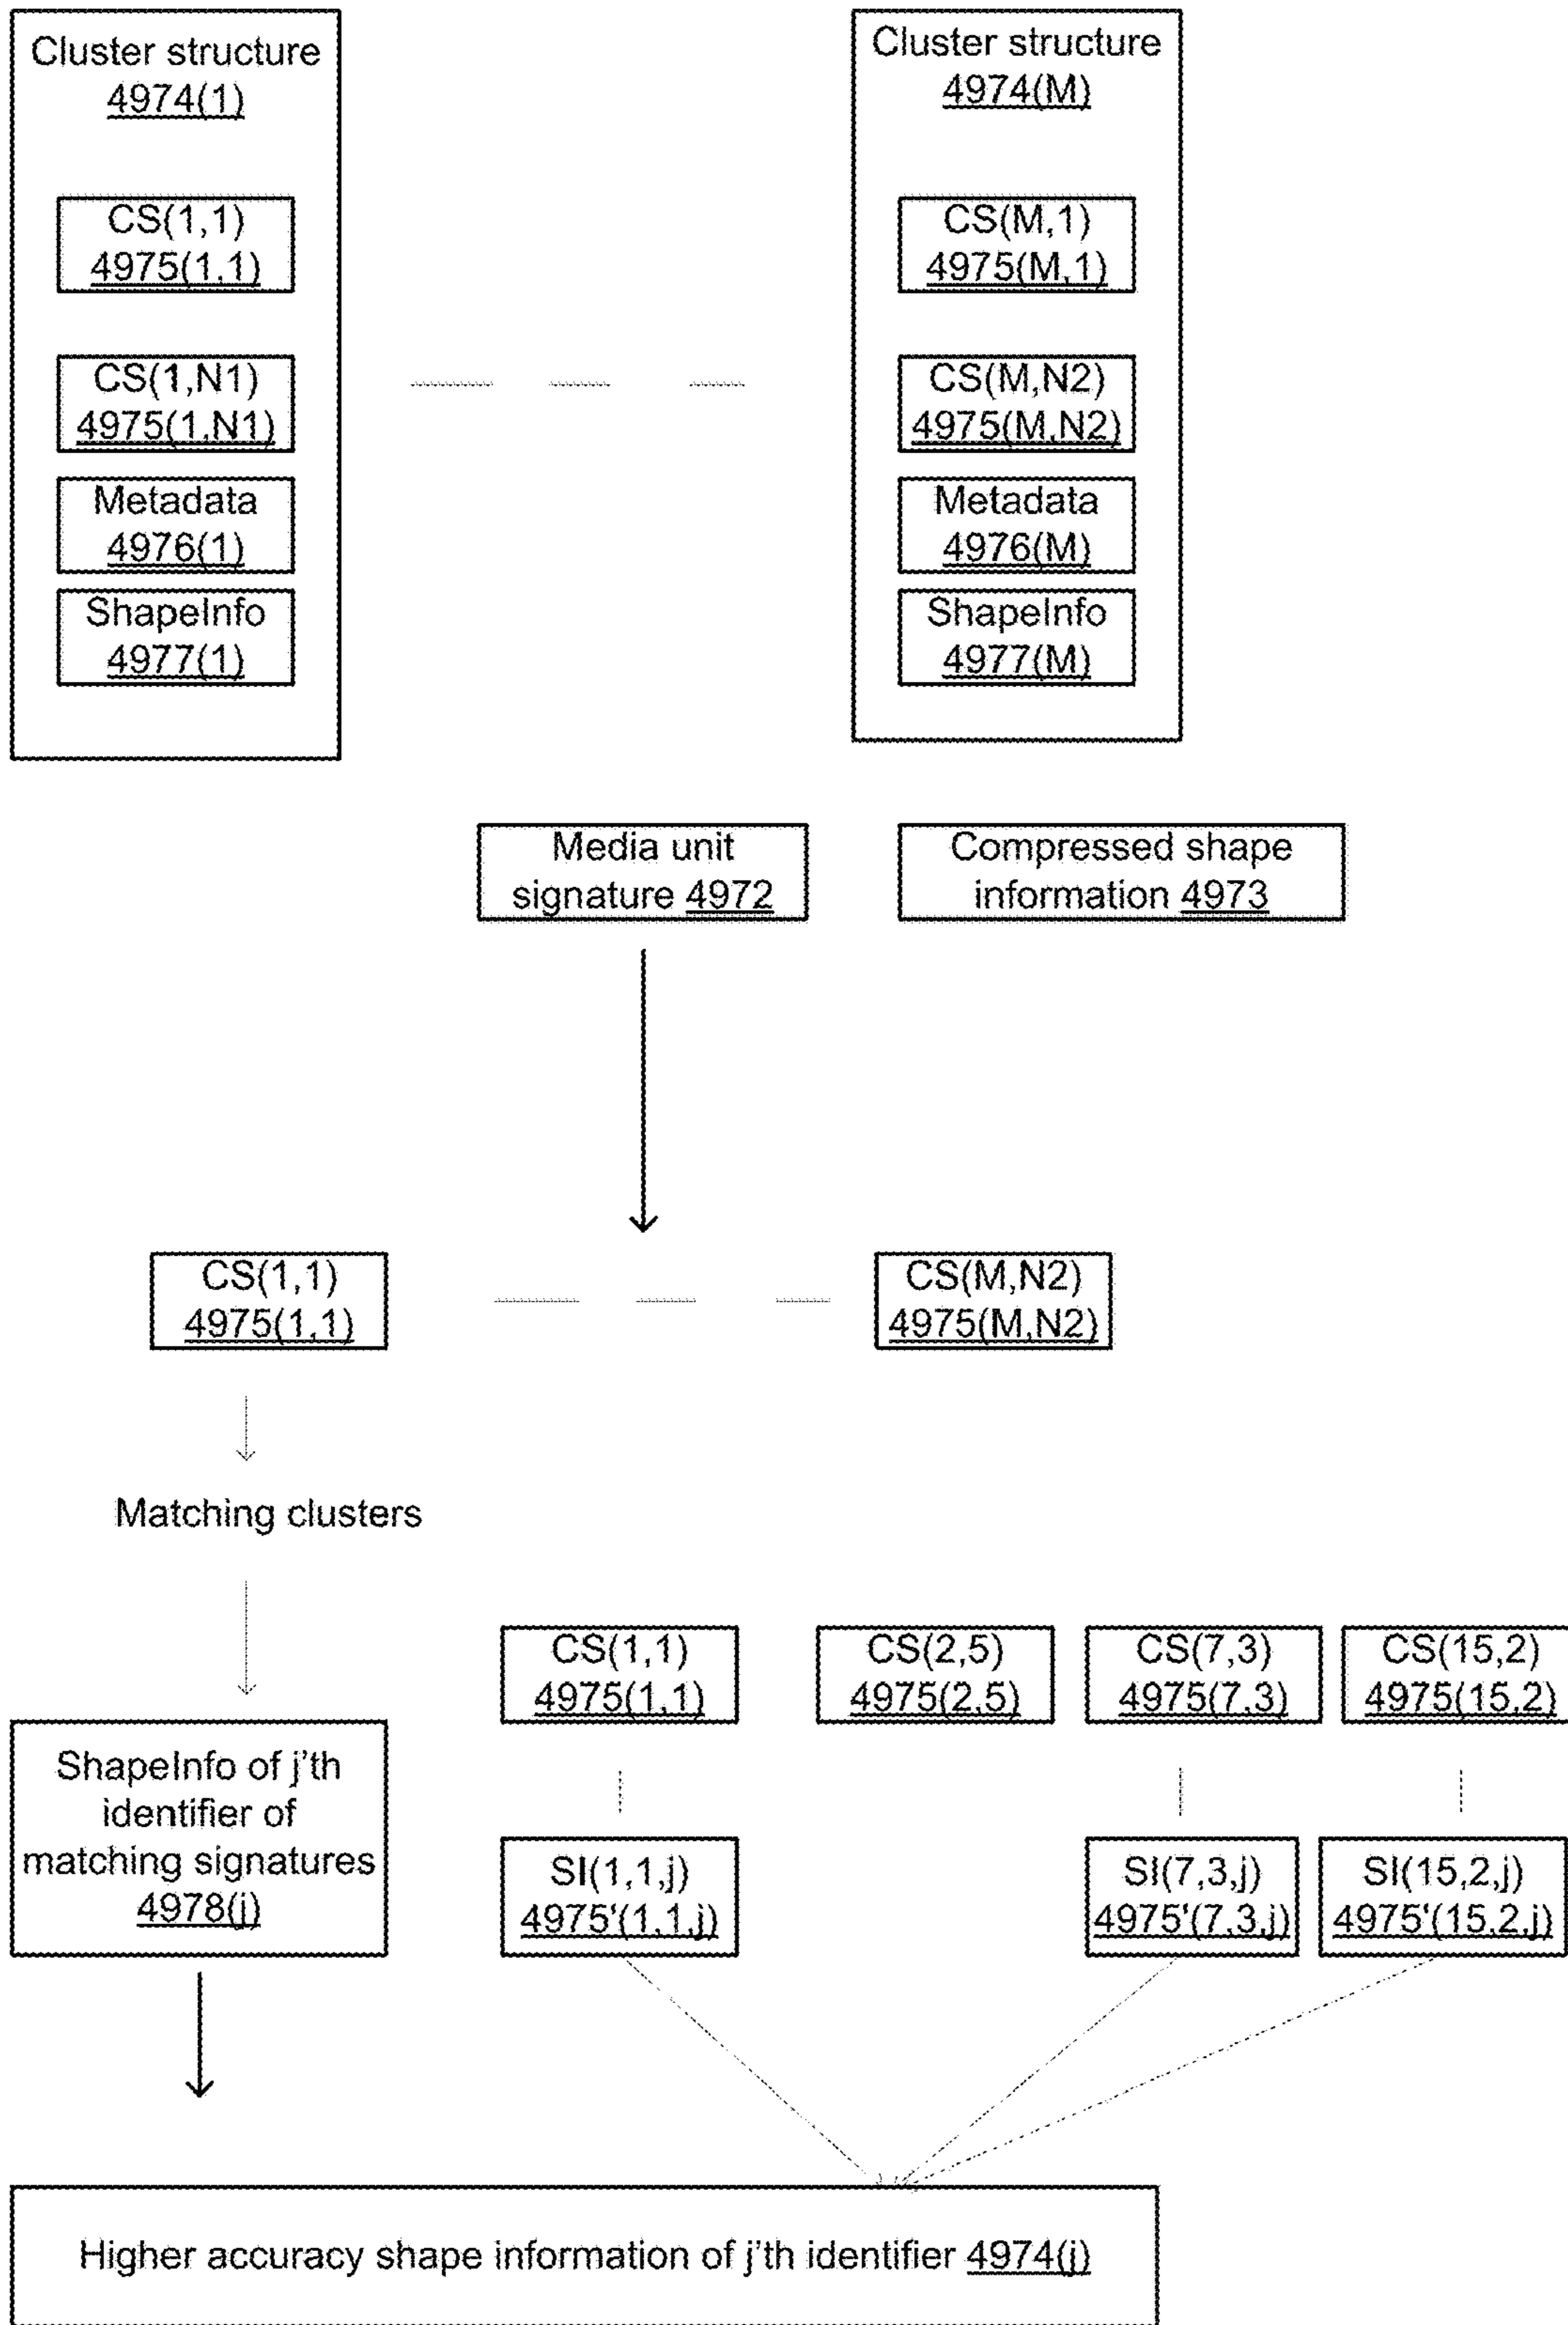 Cluster structure
4974(1)
CS(1,1)
4975(1,1)
CS(1,N1)
4975(1,N1)
Metadata
4976(1)
ShapeInfo
4977(1)
Cluster structure
4974(M)
CS(M,1)
4975(M,1)
CS(M,N2)
4975(M,N2)
Metadata
4976(M)
ShapeInfo
4977(M)
Media unit
signature 4972
Compressed shape
information 4973
CS(1,1)
4975(1,1)
CS(M,N2)
4975(M,N2)
Matching clusters
ShapeInfo of j'th
identifier of
matching signatures
4978(j)
CS(1,1)
4975(1,1)
CS(2,5)
4975(2,5)
CS(7,3)
4975(7,3)
CS(15,2)
4975(15,2)
SI(1,1,j)
4975'(1,1,j)
SI(7,3,j)
4975'(7,3,j)
SI(15,2,j)
4975'(15,2,j)
Higher accuracy shape information of j'th identifier 4974(j)